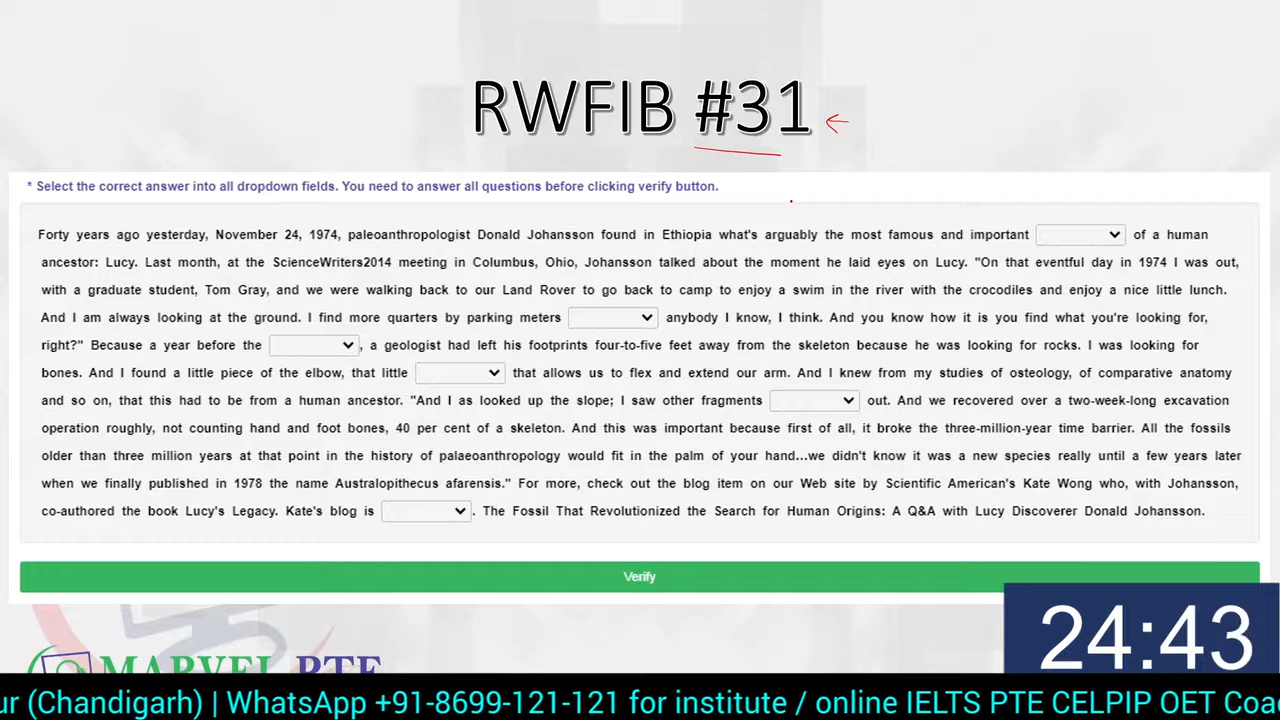 RWFIB #31
* Select the correct answer into all dropdown fields. You need to answer all questions before clicking verify button.
Forty years ago yesterday, November 24, 1974, paleoanthropologist Donald Johansson found in Ethiopia what's arguably the most famous and important of a human
ancestor: Lucy. Last month, at the ScienceWriters2014 meeting in Columbus, Ohio, Johansson talked about the moment he laid eyes on Lucy. "On that eventful day in 1974 I was out,
with a graduate student, Tom Gray, and we were walking back to our Land Rover to go back to camp to enjoy a swim in the river with the crocodiles and enjoy a nice little lunch.
And I am always looking at the ground. I find more quarters by parking meters anybody I know, I think. And you know how it is you find what you're looking for,
right?" Because a year before the , a geologist had left his footprints four-to-five feet away from the skeleton because he was looking for rocks. I was looking for
bones. And I found a little piece of the elbow, that little that allows us to flex and extend our arm. And I knew from my studies of osteology, of comparative anatomy
and so on, that this had to be from a human ancestor. "And I as looked up the slope; I saw other fragments out. And we recovered over a two-week-long excavation
operation roughly, not counting hand and foot bones, 40 per cent of a skeleton. And this was important because first of all, it broke the three-million-year time barrier. All the fossils
older than three million years at that point in the history of palaeoanthropology would fit in the palm of your hand...we didn't know it was a new species really until a few years later
when we finally published in 1978 the name Australopithecus afarensis." For more, check out the blog item on our Web site by Scientific American's Kate Wong who, with Johansson,
co-authored the book Lucy's Legacy. Kate's blog is . The Fossil That Revolutionized the Search for Human Origins: A Q&A with Lucy Discoverer Donald Johansson.
Verify
24:43
MARVEL PTE
ur (Chandigarh) | WhatsApp +91-8699-121-121 for institute / online IELTS PTE CELPIP OET Coa